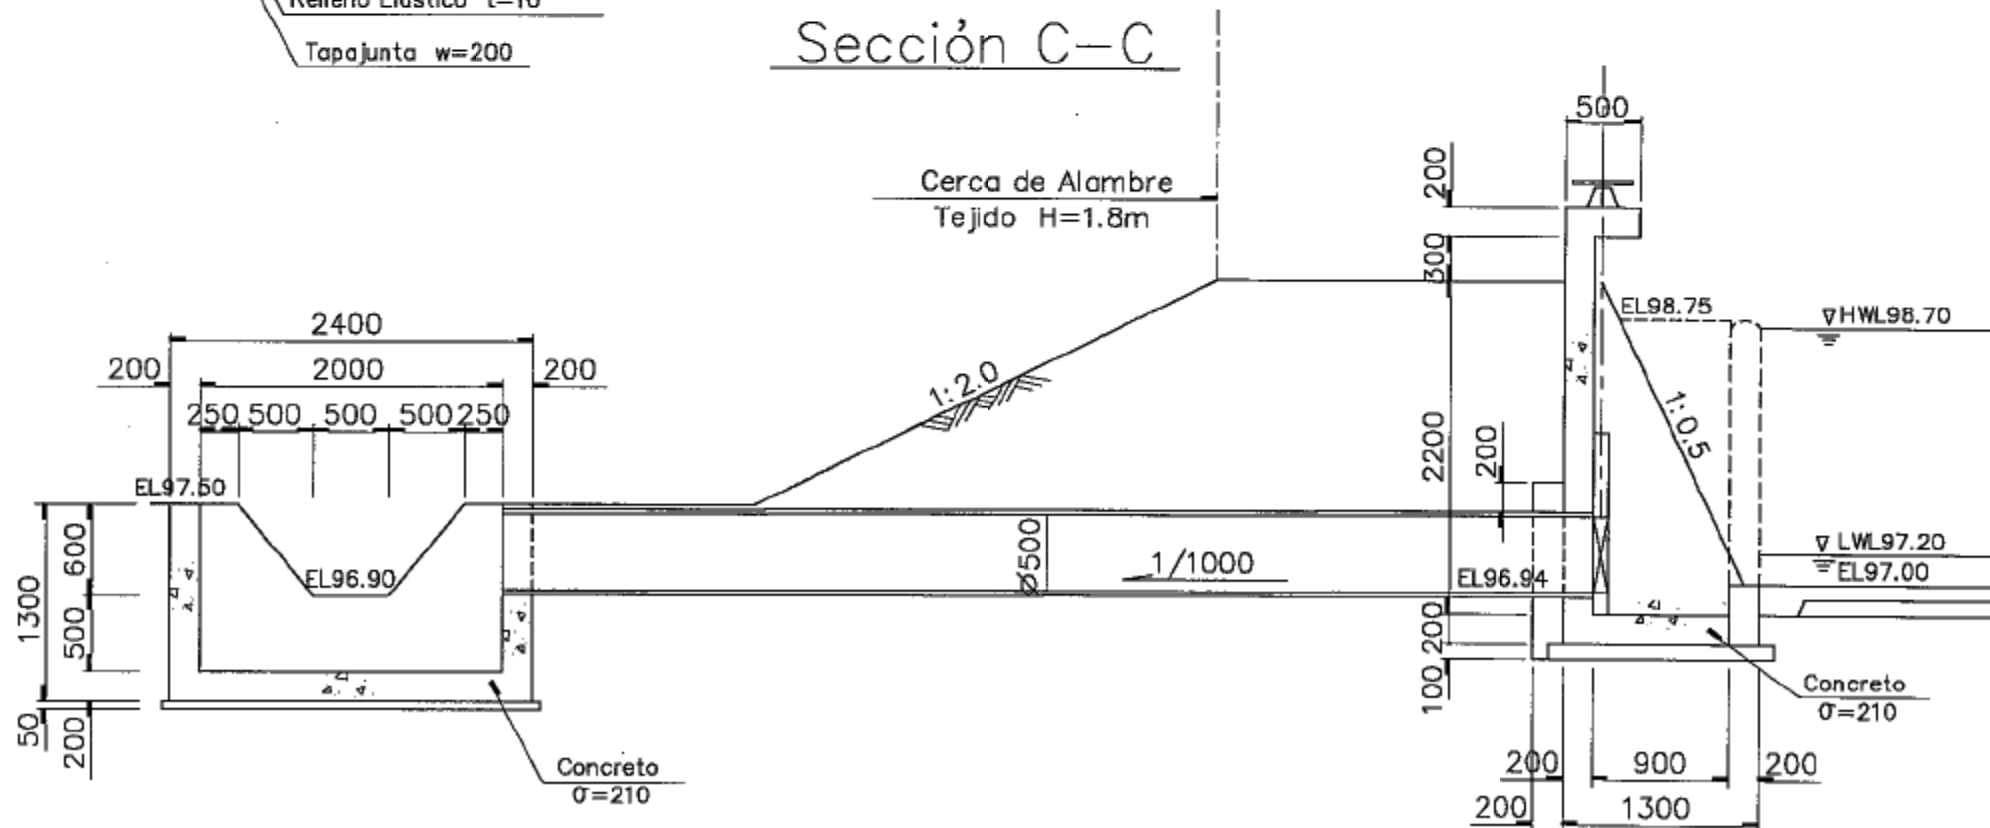 Relleno Elástico t=10
Tapajunta w=200
Sección C-C
500
200
Cerca de Alambre
Tejido H=1.8m
300
EL98.75
▽HWL98.70
2400
200
2000
200
250
500
500
500
250
1:2.0
1:0.5
2200
200
EL97.50
600
EL96.90
Ø500
1/1000
EL96.94
▽ LWL97.20
EL97.00
1300
500
200
100
50
200
Concreto
σ=210
Concreto
σ=210
200
900
200
200
1300